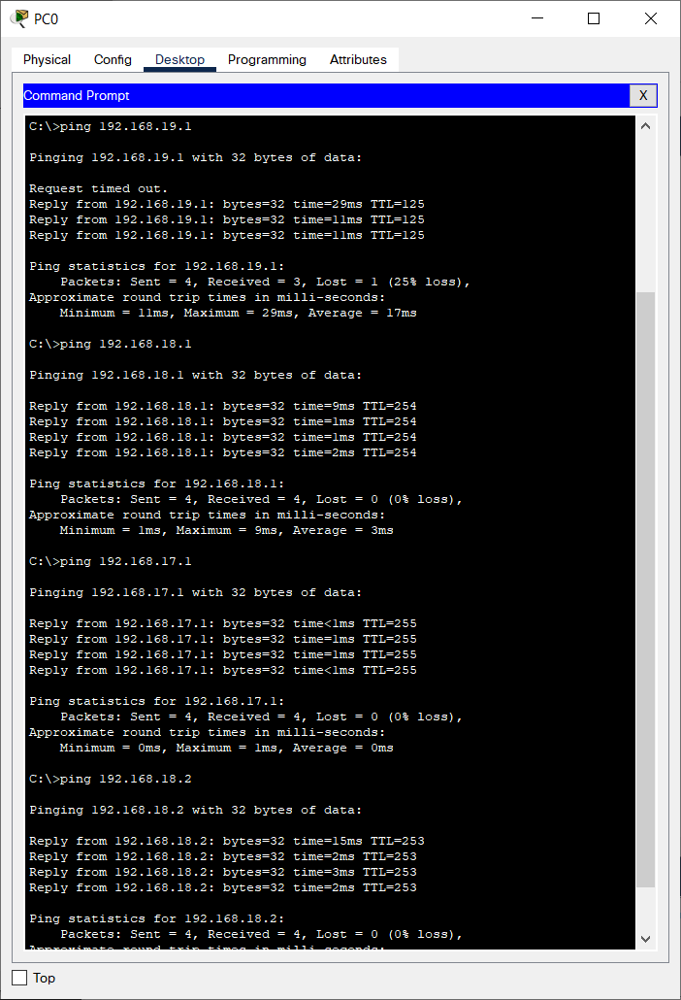 PC0
Physical Config Desktop Programming Attributes
Command Prompt X
C:\>ping 192.168.19.1
Pinging 192.168.19.1 with 32 bytes of data:
Request timed out.
Reply from 192.168.19.1: bytes=32 time=29ms TTL=125
Reply from 192.168.19.1: bytes=32 time=11ms TTL=125
Reply from 192.168.19.1: bytes=32 time=11ms TTL=125
Ping statistics for 192.168.19.1:
Packets: Sent = 4, Received = 3, Lost = 1 (25% loss),
Approximate round trip times in milli-seconds:
Minimum = 11ms, Maximum = 29ms, Average = 17ms
C:\>ping 192.168.18.1
Pinging 192.168.18.1 with 32 bytes of data:
Reply from 192.168.18.1: bytes=32 time=9ms TTL=254
Reply from 192.168.18.1: bytes=32 time=1ms TTL=254
Reply from 192.168.18.1: bytes=32 time=1ms TTL=254
Reply from 192.168.18.1: bytes=32 time=2ms TTL=254
Ping statistics for 192.168.18.1:
Packets: Sent = 4, Received = 4, Lost = 0 (0% loss),
Approximate round trip times in milli-seconds:
Minimum = 1ms, Maximum = 9ms, Average = 3ms
C:\>ping 192.168.17.1
Pinging 192.168.17.1 with 32 bytes of data:
Reply from 192.168.17.1: bytes=32 time<1ms TTL=255
Reply from 192.168.17.1: bytes=32 time=1ms TTL=255
Reply from 192.168.17.1: bytes=32 time=1ms TTL=255
Reply from 192.168.17.1: bytes=32 time<1ms TTL=255
Ping statistics for 192.168.17.1:
Packets: Sent = 4, Received = 4, Lost = 0 (0% loss),
Approximate round trip times in milli-seconds:
Minimum = 0ms, Maximum = 1ms, Average = 0ms
C:\>ping 192.168.18.2
Pinging 192.168.18.2 with 32 bytes of data:
Reply from 192.168.18.2: bytes=32 time=15ms TTL=253
Reply from 192.168.18.2: bytes=32 time=2ms TTL=253
Reply from 192.168.18.2: bytes=32 time=3ms TTL=253
Reply from 192.168.18.2: bytes=32 time=2ms TTL=253
Ping statistics for 192.168.18.2:
Packets: Sent = 4, Received = 4, Lost = 0 (0% loss),
Approximate round trip times in milli-seconds:
Top